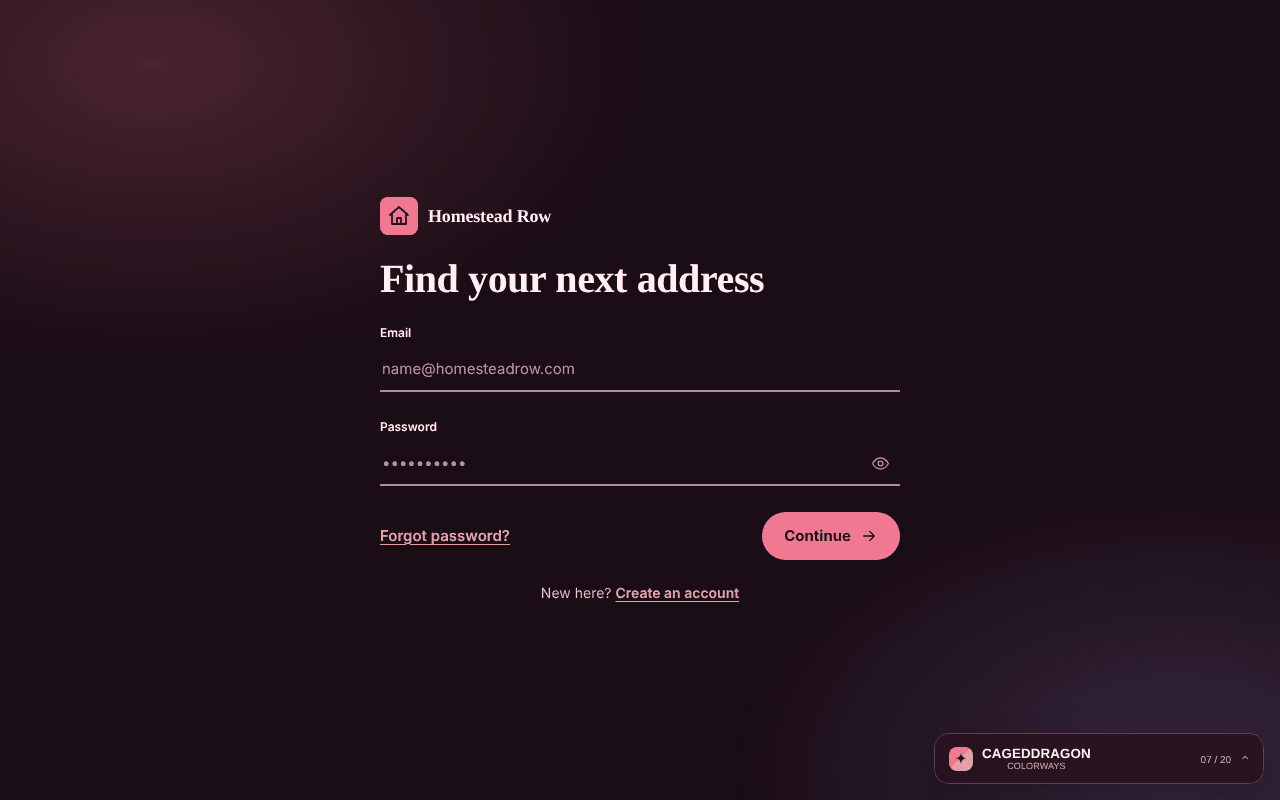 Homestead Row
Find your next address
Email
name@homesteadrow.com
Password
••••••••••
Forgot password?
Continue
New here? Create an account
CAGEDDRAGON
COLORWAYS
07 / 20